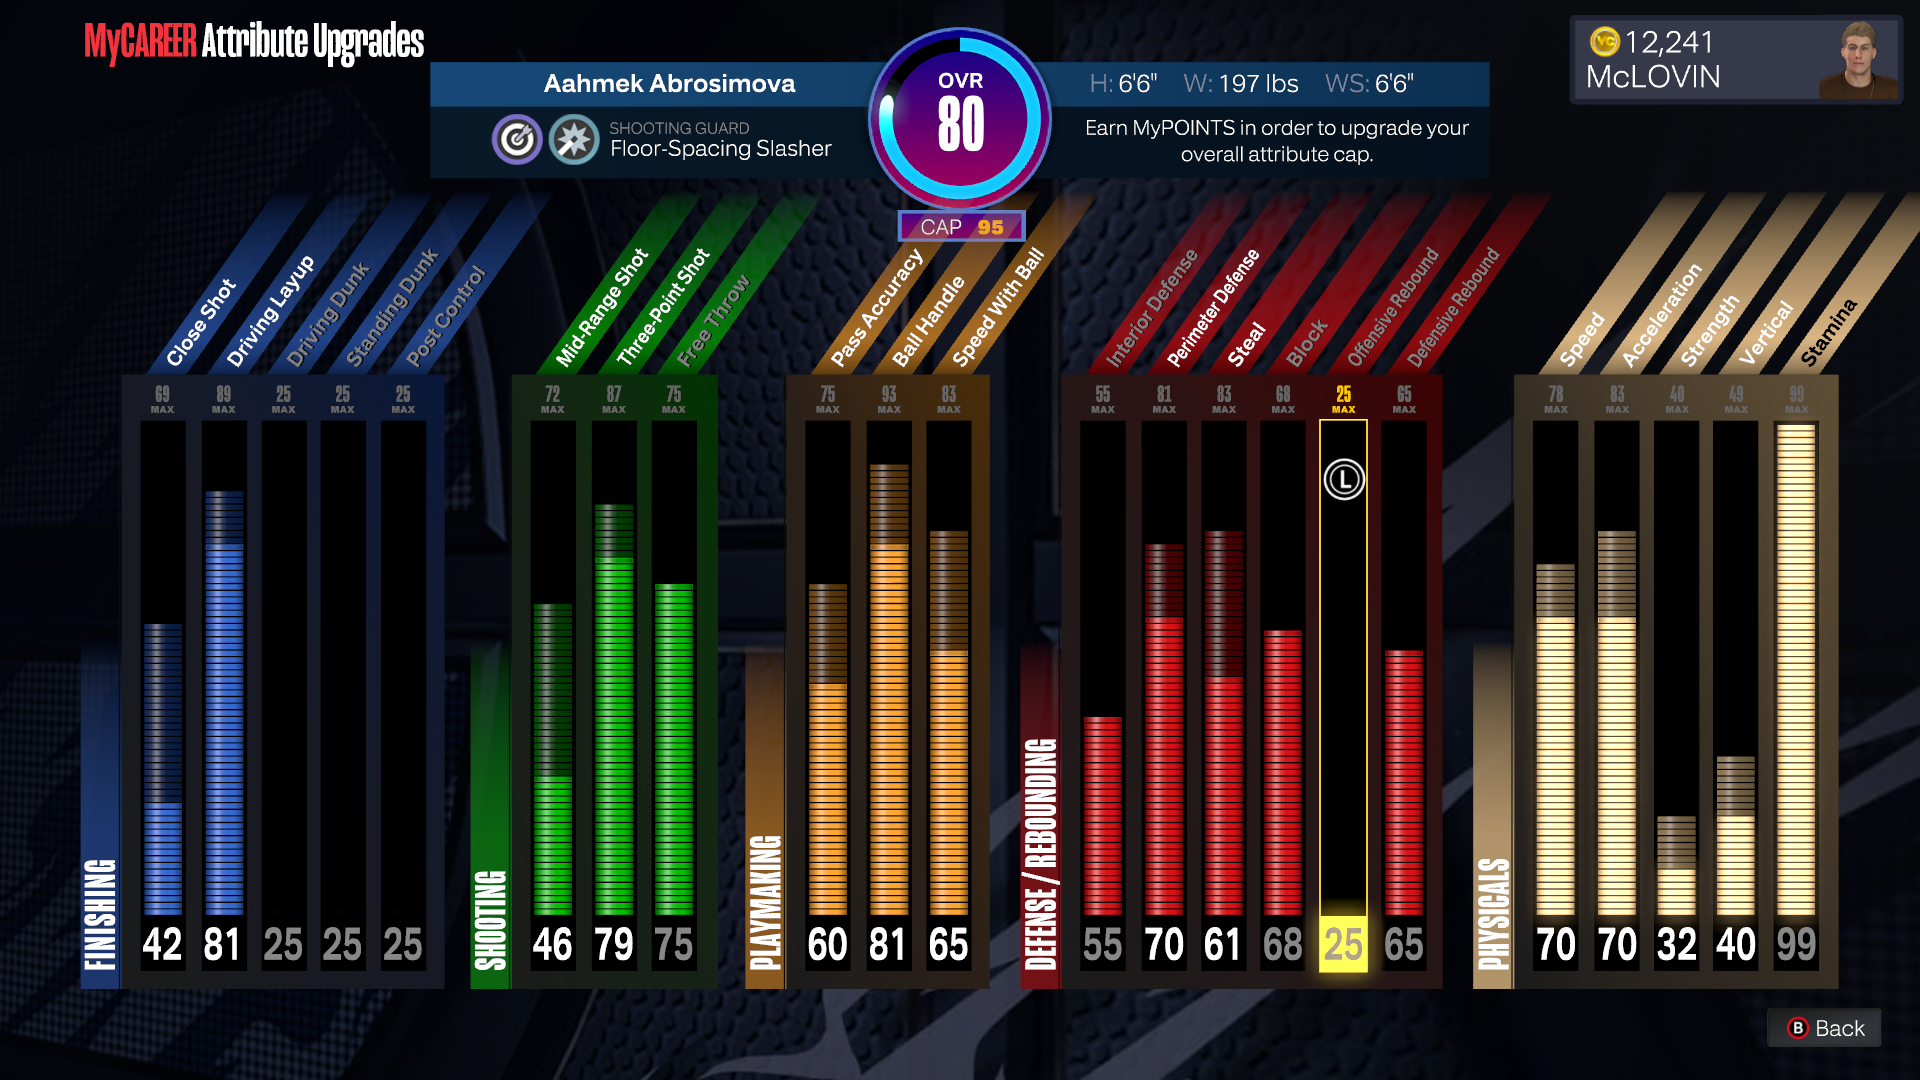 MyCAREER Attribute Upgrades
VC 12,241
McLOVIN
Aahmek Abrosimova
OVR
80
H: 6'6" W: 197 lbs WS: 6'6"
SHOOTING GUARD
Floor-Spacing Slasher
Earn MyPOINTS in order to upgrade your
overall attribute cap.
CAP 95
FINISHING
Close Shot
Driving Layup
Driving Dunk
Standing Dunk
Post Control
69 MAX
89 MAX
25 MAX
25 MAX
25 MAX
42 81 25 25 25
SHOOTING
Mid-Range Shot
Three-Point Shot
Free Throw
72 MAX
87 MAX
75 MAX
46 79 75
PLAYMAKING
Pass Accuracy
Ball Handle
Speed With Ball
75 MAX
93 MAX
83 MAX
60 81 65
DEFENSE / REBOUNDING
Interior Defense
Perimeter Defense
Steal
Block
Offensive Rebound
Defensive Rebound
55 MAX
81 MAX
83 MAX
68 MAX
25 MAX
65 MAX
L
55 70 61 68 25 65
PHYSICALS
Speed
Acceleration
Strength
Vertical
Stamina
78 MAX
83 MAX
40 MAX
49 MAX
99 MAX
70 70 32 40 99
B Back